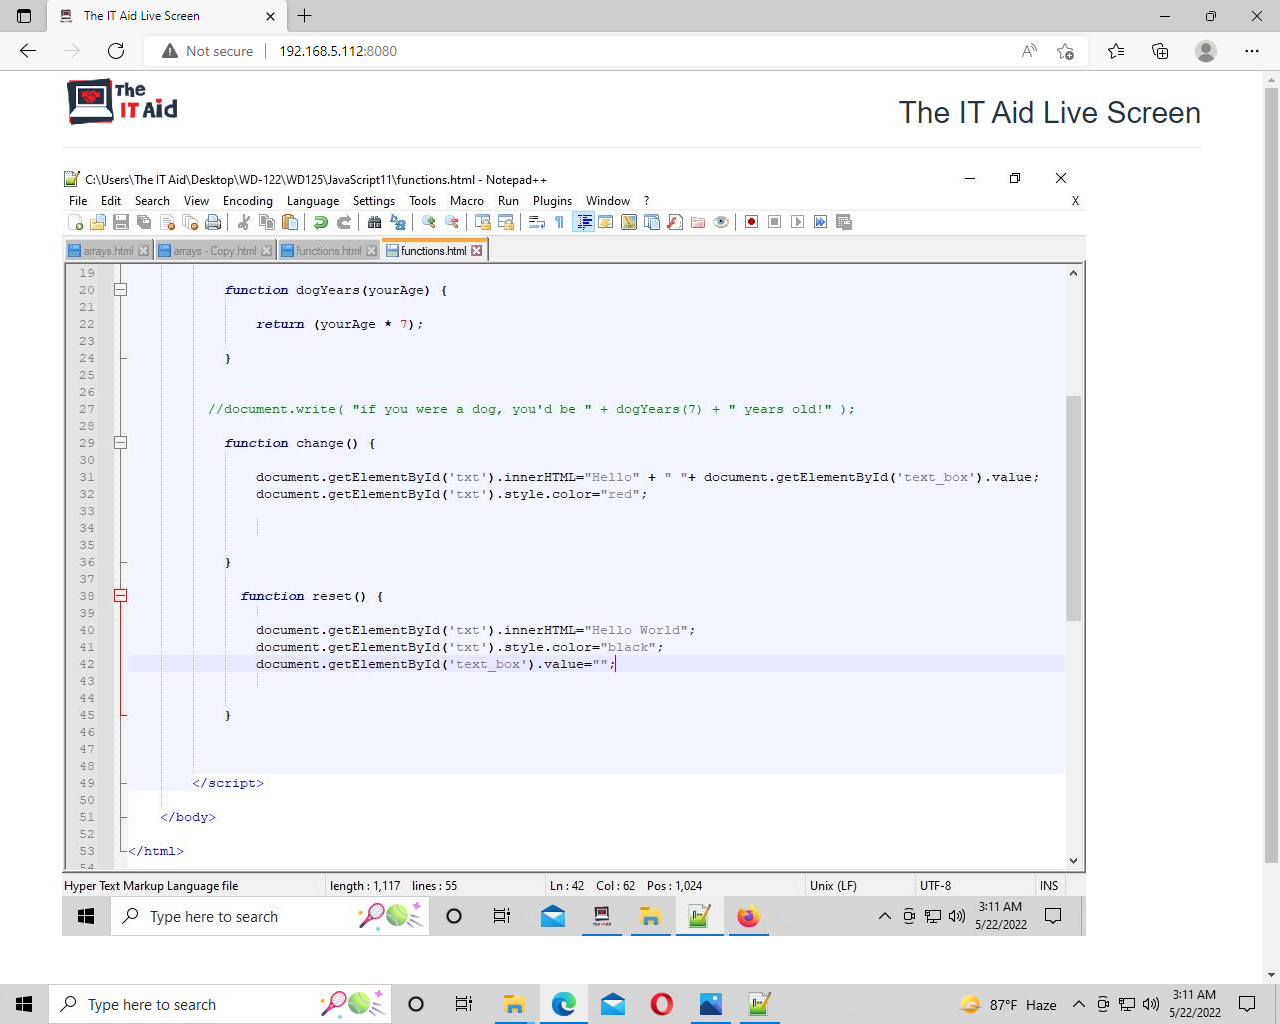 The IT Aid Live Screen
Not secure
192.168.5.112:8080
The
IT Aid
The IT Aid Live Screen
C:\Users\The IT Aid\Desktop\WD-122\WD125\JavaScript11\functions.html - Notepad++
File Edit Search View Encoding Language Settings Tools Macro Run Plugins Window ? X
arrays.html arrays - Copy.html functions.html functions.html
19
20 function dogYears(yourAge) {
21
22 return (yourAge * 7);
23
24 }
25
26
27 //document.write( "if you were a dog, you'd be " + dogYears(7) + " years old!" );
28
29 function change() {
30
31 document.getElementById('txt').innerHTML="Hello" + " "+ document.getElementById('text_box').value;
32 document.getElementById('txt').style.color="red";
33
34
35
36 }
37
38 function reset() {
39
40 document.getElementById('txt').innerHTML="Hello World";
41 document.getElementById('txt').style.color="black";
42 document.getElementById('text_box').value="";
43
44
45 }
46
47
48
49 </script>
50
51 </body>
52
53 </html>
54
Hyper Text Markup Language file length : 1,117 lines : 55 Ln : 42 Col : 62 Pos : 1,024 Unix (LF) UTF-8 INS
Type here to search
3:11 AM
5/22/2022
Type here to search
87°F Haze
3:11 AM
5/22/2022